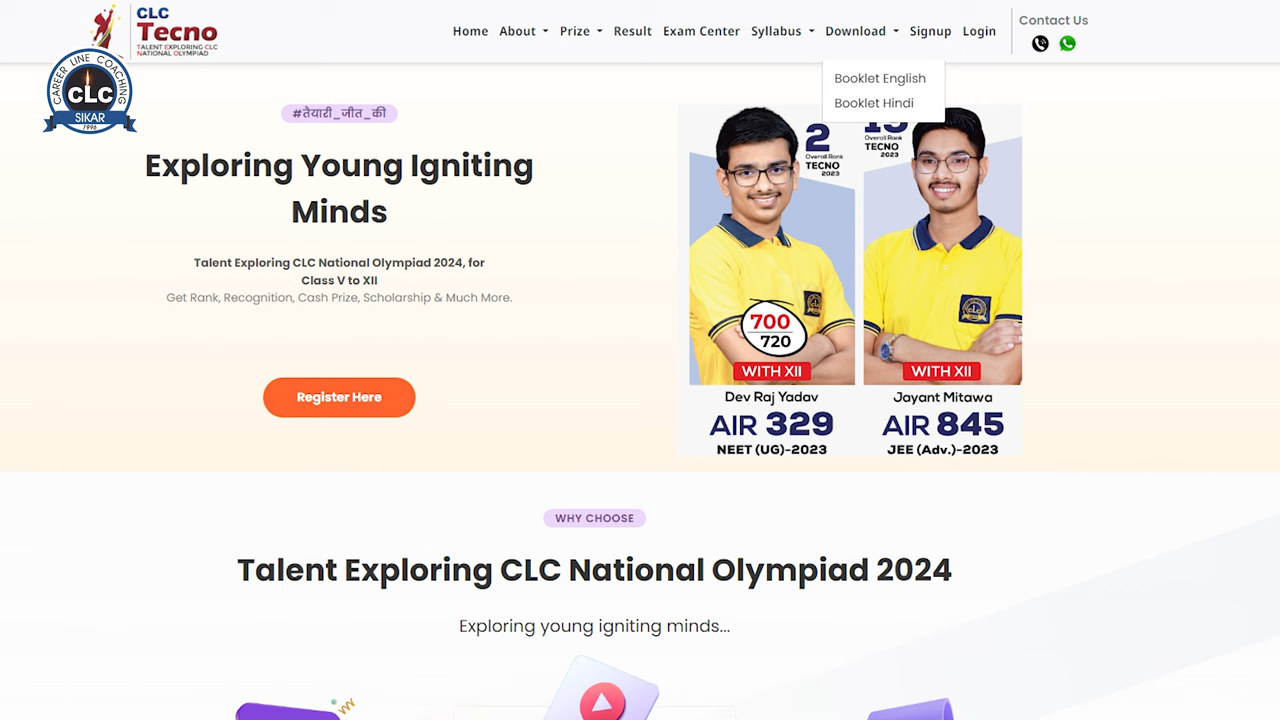 CLC
Tecno
TALENT EXPLORING CLC
NATIONAL OLYMPIAD
Home About Prize Result Exam Center Syllabus Download Signup Login
Contact Us
CAREER LINE COACHING
CLC
SIKAR
1996
Booklet English
Booklet Hindi
#तैयारी_जीत_की
Exploring Young Igniting
Minds
Talent Exploring CLC National Olympiad 2024, for
Class V to XII
Get Rank, Recognition, Cash Prize, Scholarship & Much More.
Register Here
2
Overall Rank
TECNO
2023
Overall Rank
TECNO
2023
700
720
WITH XII
WITH XII
Dev Raj Yadav
AIR 329
NEET (UG)-2023
Jayant Mitawa
AIR 845
JEE (Adv.)-2023
WHY CHOOSE
Talent Exploring CLC National Olympiad 2024
Exploring young igniting minds...